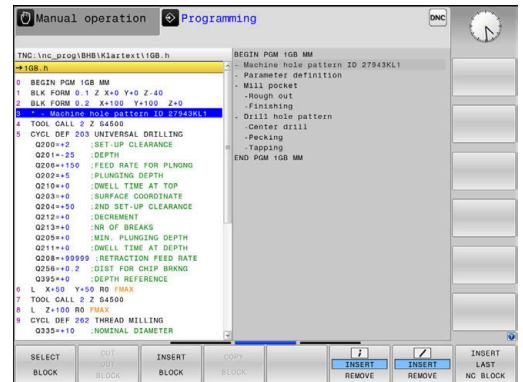 Manual operation
Programming
DNC
TNC:\nc_prog\BHB\Klartext\1GB.h
→1GB.h
0 BEGIN PGM 1GB MM
1 BLK FORM 0.1 Z X+0 Y+0 Z-40
2 BLK FORM 0.2 X+100 Y+100 Z+0
3 * - Machine hole pattern ID 27943KL1
4 TOOL CALL 2 Z S4500
5 CYCL DEF 203 UNIVERSAL DRILLING
Q200=+2 ;SET-UP CLEARANCE
Q201=-25 ;DEPTH
Q206=+150 ;FEED RATE FOR PLNGNG
Q202=+5 ;PLUNGING DEPTH
Q210=+0 ;DWELL TIME AT TOP
Q203=+0 ;SURFACE COORDINATE
Q204=+50 ;2ND SET-UP CLEARANCE
Q212=+0 ;DECREMENT
Q213=+0 ;NR OF BREAKS
Q205=+0 ;MIN. PLUNGING DEPTH
Q211=+0 ;DWELL TIME AT DEPTH
Q208=+99999 ;RETRACTION FEED RATE
Q256=+0.2 ;DIST FOR CHIP BRKNG
Q395=+0 ;DEPTH REFERENCE
6 L X+50 Y+50 R0 FMAX
7 TOOL CALL 2 Z S4500
8 L Z+100 R0 FMAX
9 CYCL DEF 262 THREAD MILLING
Q335=+10 ;NOMINAL DIAMETER
BEGIN PGM 1GB MM
- Machine hole pattern ID 27943KL1
- Parameter definition
- Mill pocket
-Rough out
-Finishing
- Drill hole pattern
-Center drill
-Pecking
-Tapping
END PGM 1GB MM
SELECT
BLOCK
CUT
OUT
BLOCK
INSERT
BLOCK
COPY
BLOCK
INSERT
REMOVE
INSERT
REMOVE
INSERT
LAST
NC BLOCK